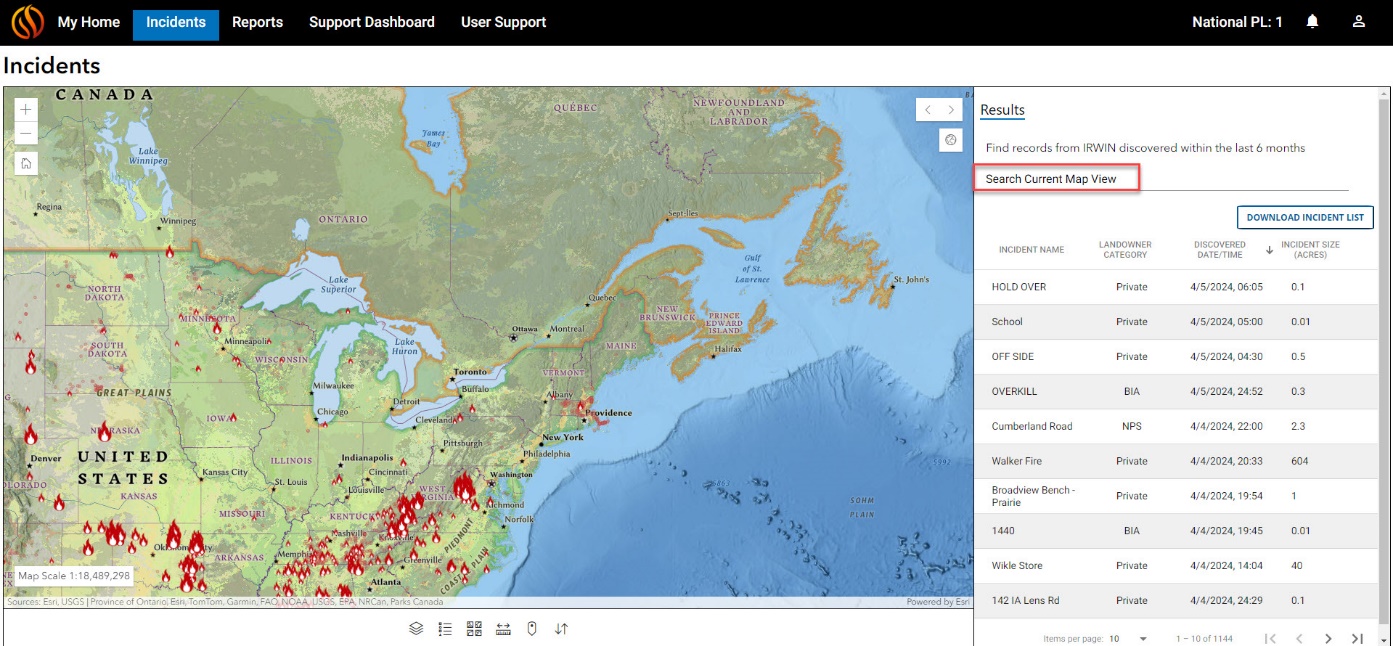 My Home Incidents Reports Support Dashboard User Support National PL: 1
Incidents
CANADA
QUÉBEC
NEWFOUNDLAND
AND
LABRADOR
James
Bay
Lake
Winnipeg
Regina
Winnipeg
ONTARIO
Sept-Îles
Gulf
of St.
Lawrence
St. John's
Lake
Superior
Quebec
NORTH
DAKOTA
MINNESOTA
NEW
BRUNSWICK
PRINCE
EDWARD
ISLAND
Ottawa
Montreal
Minneapolis
Lake
Huron
MAINE
Halifax
SOUTH
DAKOTA
WISCONSIN
Toronto
VERMONT
GREAT PLAINS
Milwaukee
Buffalo
Albany
Chicago
Detroit
Providence
IOWA
Cleveland
NEBRASKA
New York
Pittsburgh
Philadelphia
Denver
UNITED
STATES
ILLINOIS
Indianapolis
Cincinnati
Washington
COLORADO
Kansas City
St. Louis
Louisville
WEST
VIRGINIA
KANSAS
MISSOURI
KENTUCKY
Richmond
Norfolk
SOHM
PLAIN
Nashville
Knoxville
PIEDMONT
Oklahoma City
ARKANSAS
Memphis
Greenville
COASTAL PLAIN
Atlanta
Map Scale 1:18,489,298
Sources: Esri, USGS | Province of Ontario, Esri, TomTom, Garmin, FAO, NOAA, USGS, EPA, NRCan, Parks Canada
Powered by Esri
Results
Find records from IRWIN discovered within the last 6 months
Search Current Map View
DOWNLOAD INCIDENT LIST
INCIDENT NAME LANDOWNER CATEGORY DISCOVERED DATE/TIME ↓ INCIDENT SIZE (ACRES)
HOLD OVER Private 4/5/2024, 06:05 0.1
School Private 4/5/2024, 05:00 0.01
OFF SIDE Private 4/5/2024, 04:30 0.5
OVERKILL BIA 4/5/2024, 24:52 0.3
Cumberland Road NPS 4/4/2024, 22:00 2.3
Walker Fire Private 4/4/2024, 20:33 604
Broadview Bench -
Prairie Private 4/4/2024, 19:54 1
1440 BIA 4/4/2024, 19:45 0.01
Wikle Store Private 4/4/2024, 14:04 40
142 IA Lens Rd Private 4/4/2024, 24:29 0.1
Items per page: 10 1 – 10 of 1144